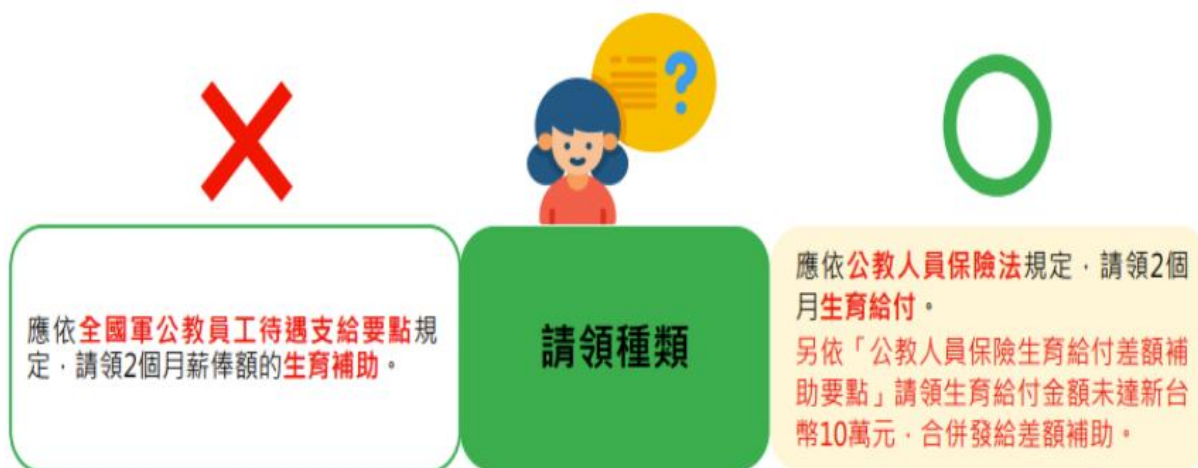 ?
應依全國軍公教員工待遇支給要點規
定，請領2個月薪俸額的生育補助。
請領種類
應依公教人員保險法規定，請領2個
月生育給付。
另依「公教人員保險生育給付差額補
助要點」請領生育給付金額未達新台
幣10萬元，合併發給差額補助。